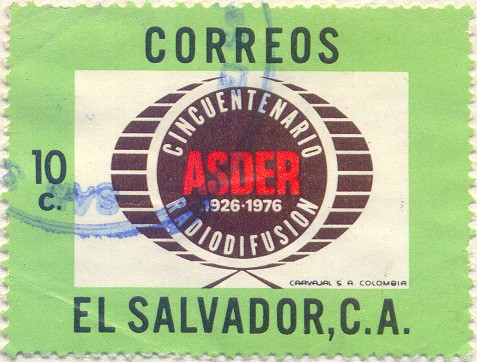 CORREOS
CINCUENTENARIO
10
C.
ASDER
1926-1976
RADIODIFUSION
CARVAJAL S A COLOMBIA
EL SALVADOR, C.A.